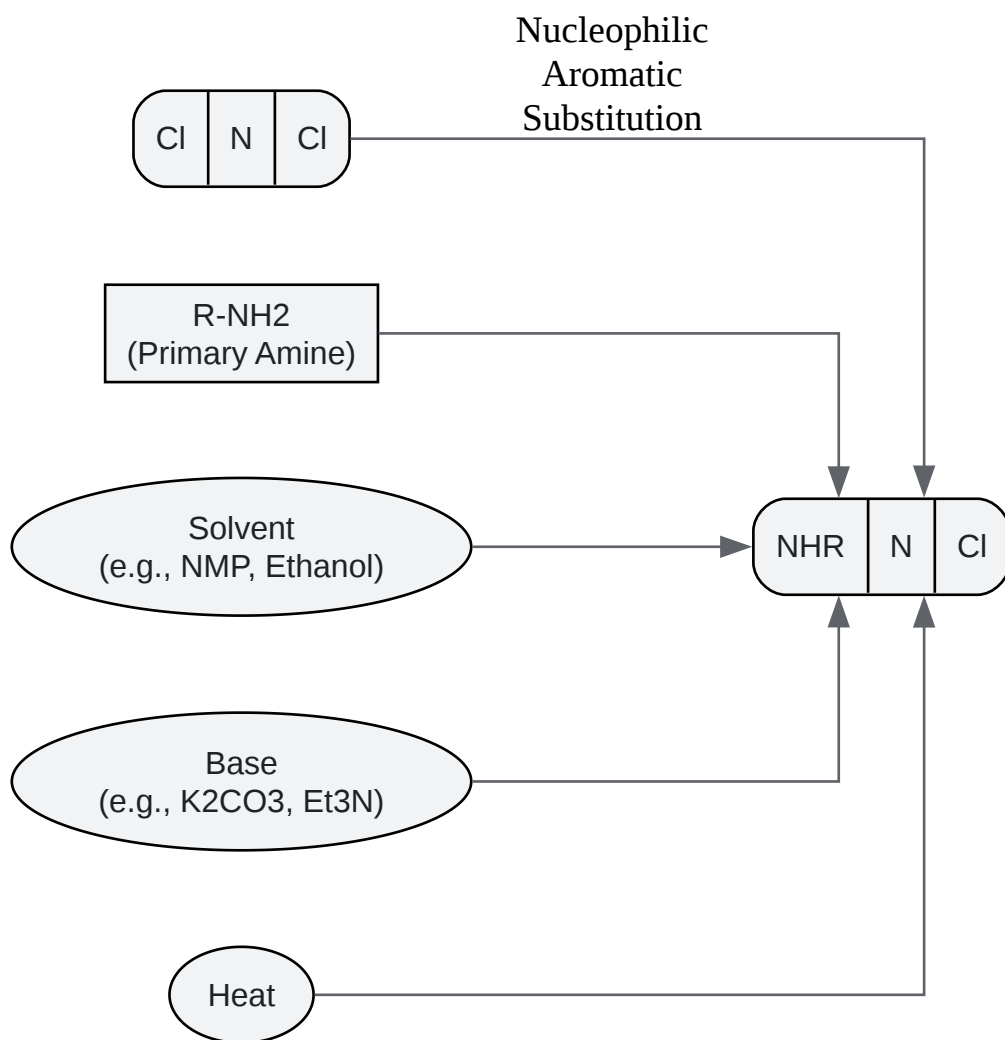 Nucleophilic
Aromatic
Substitution
Cl N Cl
R-NH2
(Primary Amine)
Solvent
(e.g., NMP, Ethanol)
NHR N Cl
Base
(e.g., K2CO3, Et3N)
Heat